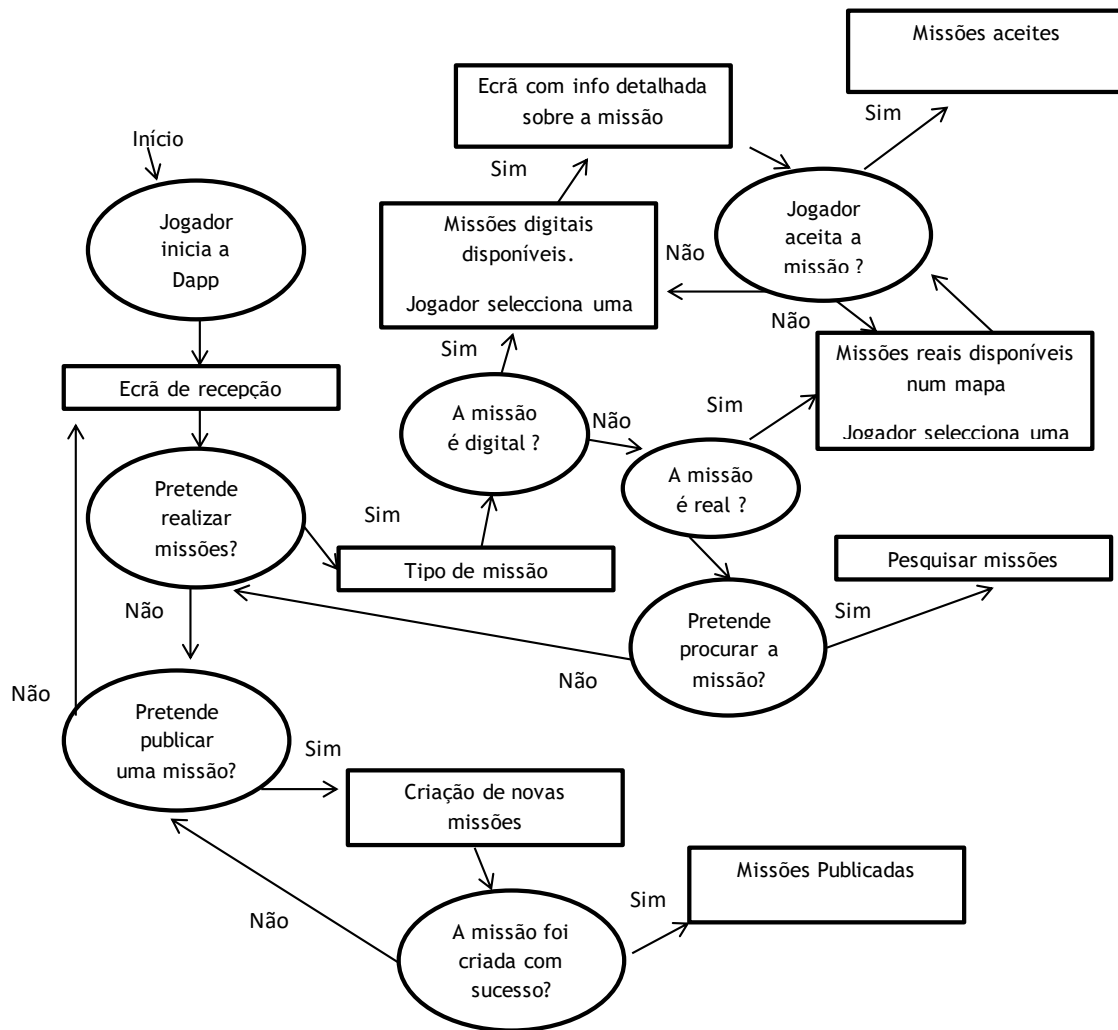 Missões aceites
Ecrã com info detalhada
sobre a missão
Sim
Início
Sim
Jogador
inicia a
Dapp
Missões digitais
disponíveis.
Jogador selecciona uma
Jogador
aceita a
missão ?
Não
Não
Sim
Ecrã de recepção
Missões reais disponíveis
num mapa
Jogador selecciona uma
A missão
é digital ?
Não
Sim
A missão
é real ?
Pretende
realizar
missões?
Sim
Tipo de missão
Pesquisar missões
Não
Pretende
procurar a
missão?
Sim
Não
Não
Pretende
publicar
uma missão?
Sim
Criação de novas
missões
Missões Publicadas
Não
Sim
A missão foi
criada com
sucesso?